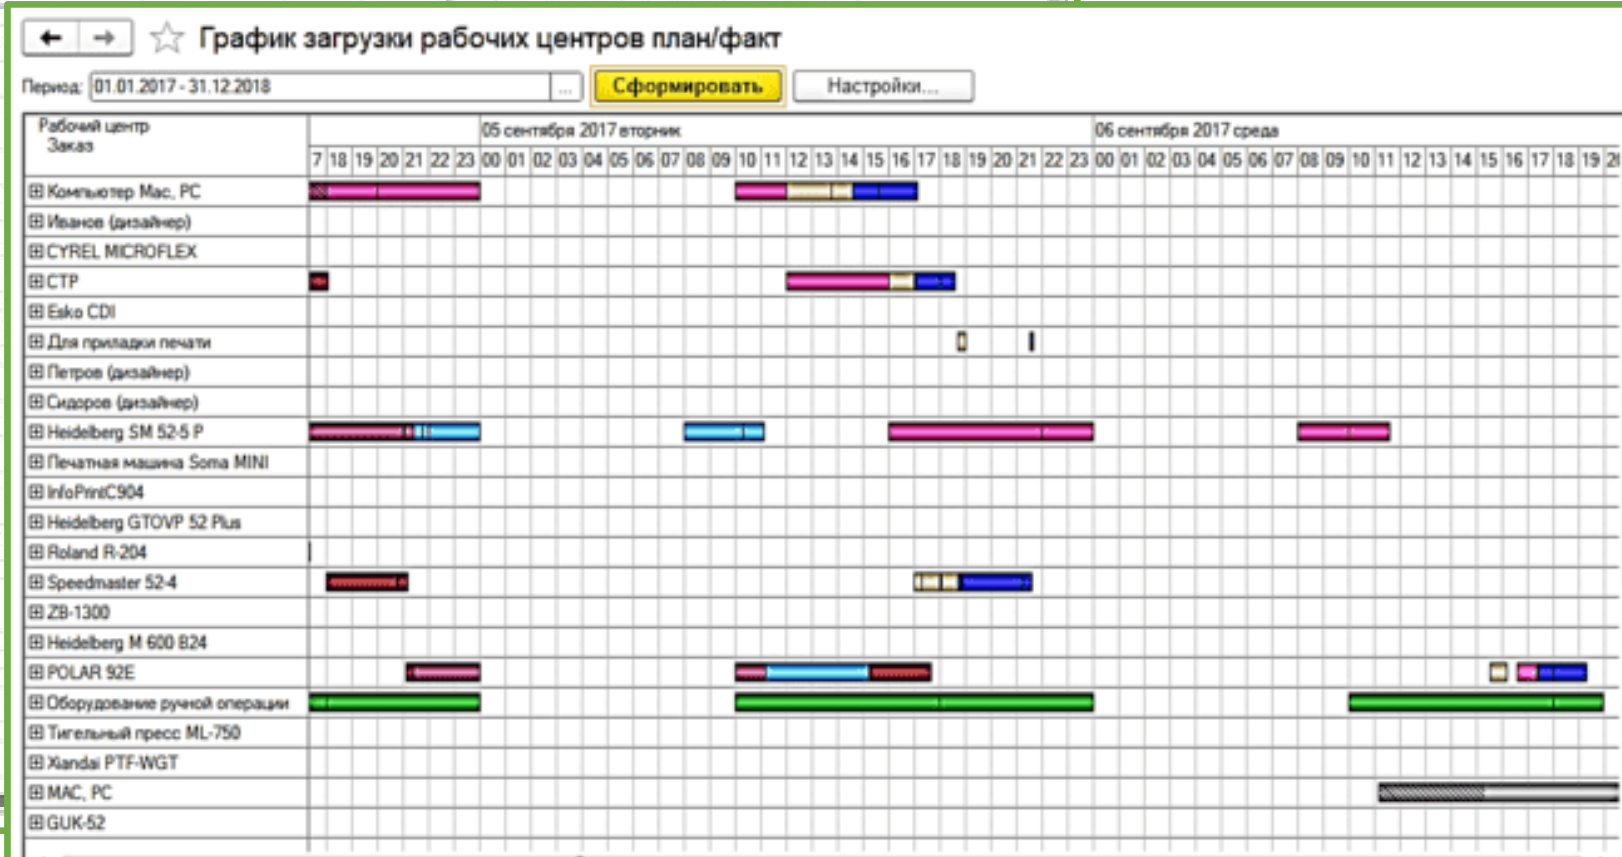 График загрузки рабочих центров план/факт
Период: 01.01.2017 - 31.12.2018 ... Сформировать Настройки...
Рабочий центр
Заказ
05 сентября 2017 вторник 06 сентября 2017 среда
7 18 19 20 21 22 23 00 01 02 03 04 05 06 07 08 09 10 11 12 13 14 15 16 17 18 19 20 21 22 23 00 01 02 03 04 05 06 07 08 09 10 11 12 13 14 15 16 17 18 19 20
Компьютер Mac, PC
Иванов (дизайнер)
CYREL MICROFLEX
CTP
Esko CDI
Для приладки печати
Петров (дизайнер)
Сидоров (дизайнер)
Heidelberg SM 52-5 P
Печатная машина Soma MINI
InfoPrintC904
Heidelberg GTOVP 52 Plus
Roland R-204
Speedmaster 52-4
ZB-1300
Heidelberg M 600 B24
POLAR 92E
Оборудование ручной операции
Тигельный пресс ML-750
Xiandai PTF-WGT
MAC, PC
GUK-52